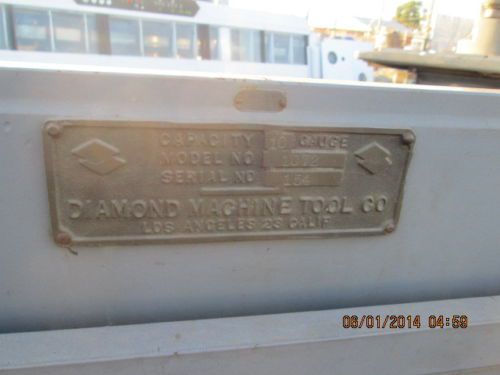 CAPACITY 10 GAUGE
MODEL NO 1072
SERIAL NO 154
DIAMOND MACHINE TOOL CO
LOS ANGELES 23 CALIF
06/01/2014 04:59